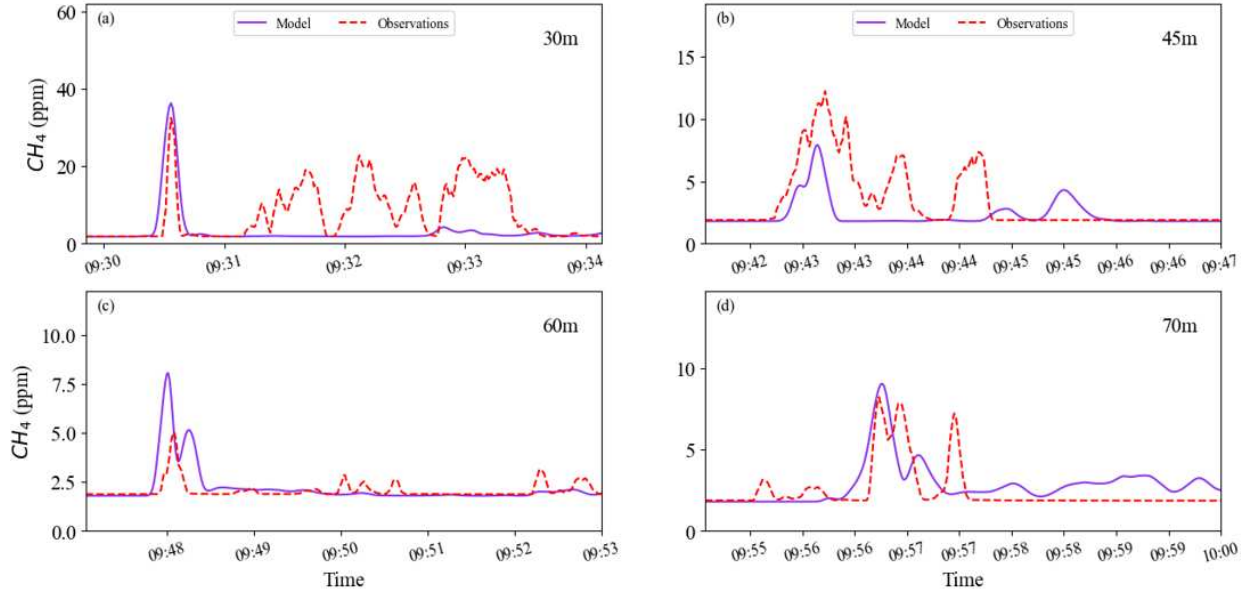 (a)
Model
Observations
30m
60
40
20
0
CH4 (ppm)
09:30
09:31
09:32
09:33
09:34
(b)
Model
Observations
45m
15
10
5
0
09:42
09:43
09:43
09:44
09:44
09:45
09:45
09:46
09:46
09:47
(c)
60m
10.0
7.5
5.0
2.5
0.0
CH4 (ppm)
09:48
09:49
09:50
09:51
09:52
09:53
Time
(d)
70m
10
5
0
09:55
09:56
09:56
09:57
09:57
09:58
09:58
09:59
09:59
10:00
Time